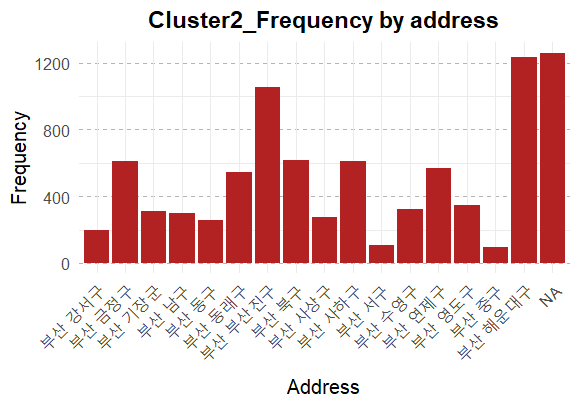 Cluster2_Frequency by address
Frequency
1200
800
400
0
부산 강서구
부산 금정구
부산 기장군
부산 남구
부산 동구
부산 동래구
부산 부산진구
부산 북구
부산 사상구
부산 사하구
부산 서구
부산 수영구
부산 연제구
부산 영도구
부산 중구
부산 해운대구
NA
Address